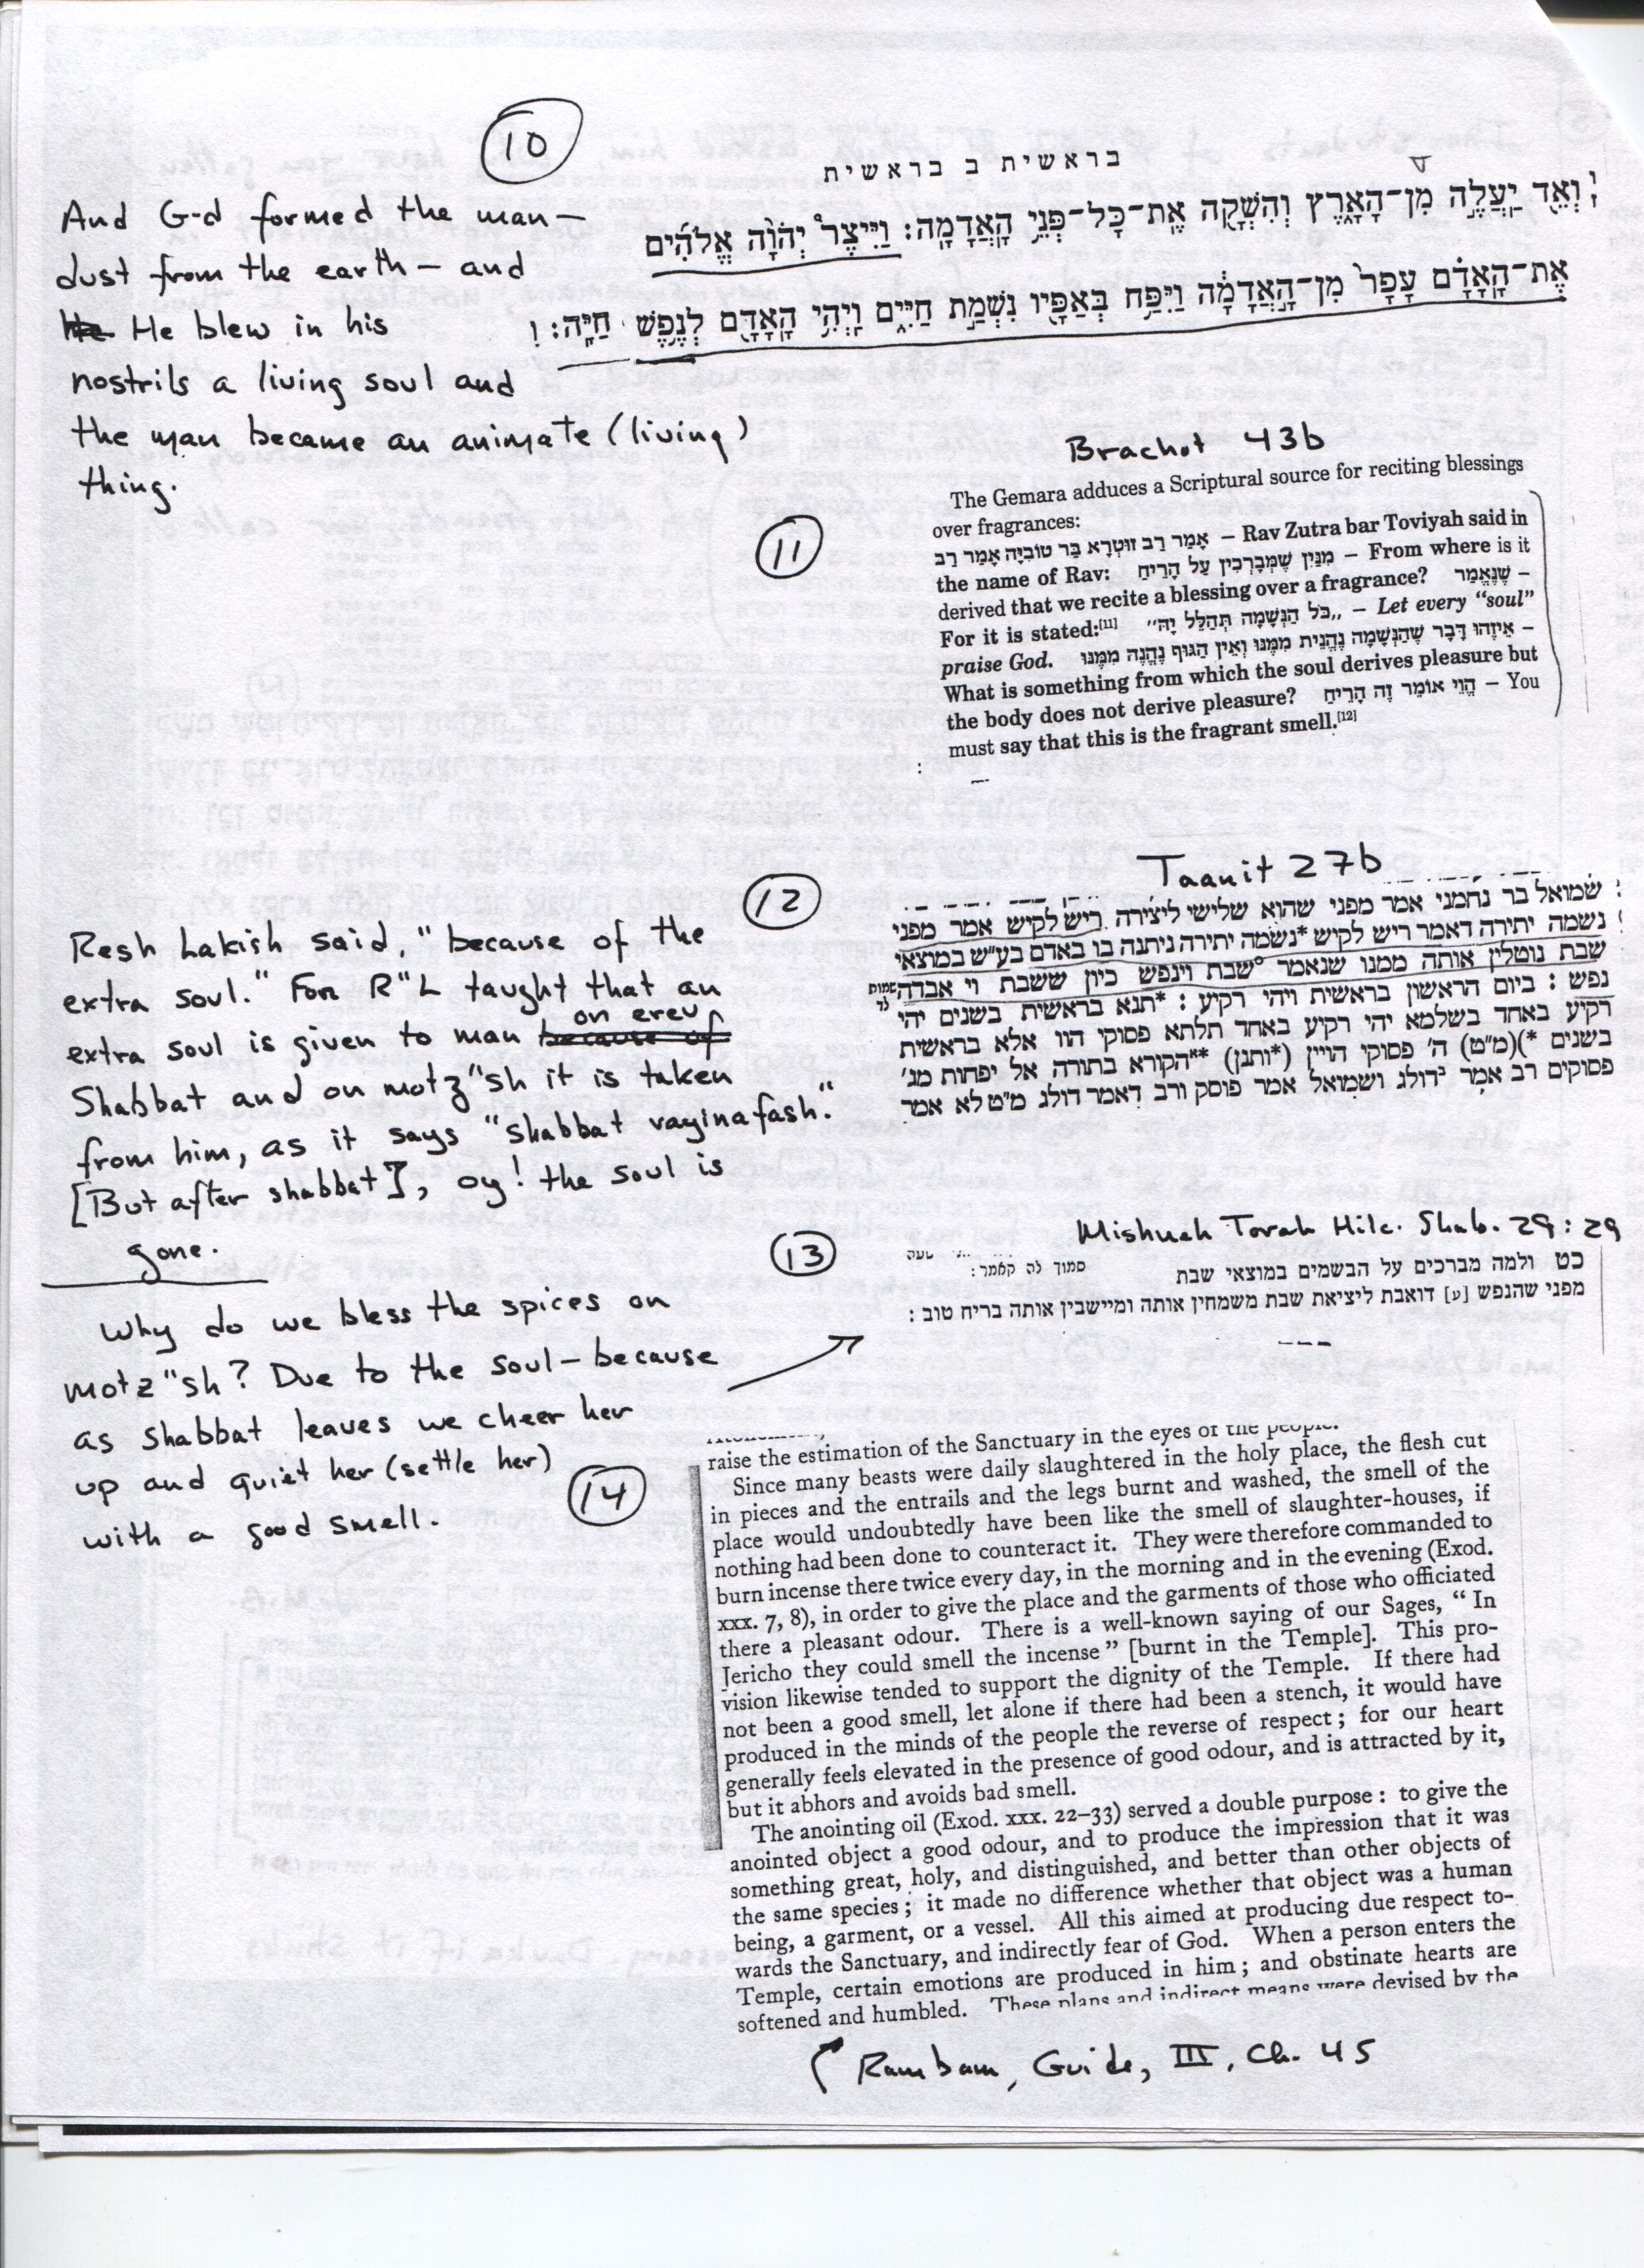 10
And G-d formed the man —
dust from the earth — and
He He blew in his
nostrils a living soul and
the man became an animate (living)
thing.
בראשית ב בראשית
וְאֵד יַעֲלֶה מִן־הָאָרֶץ וְהִשְׁקָה אֶת־כָּל־פְּנֵי הָאֲדָמָה׃ וַיִּיצֶר יְהוָה אֱלֹהִים
אֶת־הָאָדָם עָפָר מִן־הָאֲדָמָה וַיִּפַּח בְּאַפָּיו נִשְׁמַת חַיִּים וַיְהִי הָאָדָם לְנֶפֶשׁ חַיָּה׃
Brachot 43b
11
The Gemara adduces a Scriptural source for reciting blessings
over fragrances:
אָמַר רַב זוּטְרָא בַּר טוֹבִיָּה אָמַר רַב – Rav Zutra bar Toviyah said in
the name of Rav: מִנַּיִן שֶׁמְּבָרְכִין עַל הָרֵיחַ – From where is it
derived that we recite a blessing over a fragrance? שֶׁנֶּאֱמַר –
For it is stated:[11] ,,כֹּל הַנְּשָׁמָה תְּהַלֵּל יָהּ'' – Let every "soul"
praise God. אֵיזֶהוּ דָּבָר שֶׁהַנְּשָׁמָה נֶהֱנֵית מִמֶּנּוּ וְאֵין הַגּוּף נֶהֱנֶה מִמֶּנּוּ –
What is something from which the soul derives pleasure but
the body does not derive pleasure? הֱוֵי אוֹמֵר זֶה הָרֵיחַ – You
must say that this is the fragrant smell.[12]
12
Resh Lakish said, "because of the
extra soul." For R"L taught that an
extra soul is given to man because of on erev
Shabbat and on motz"sh it is taken
from him, as it says "shabbat vayinafash."
[But after shabbat], oy! the soul is
gone.
Taanit 27b
שמואל בר נחמני אמר מפני שהוא שלישי ליצירה ריש לקיש אמר מפני
נשמה יתירה דאמר ריש לקיש *נשמה יתירה ניתנה בו באדם בע"ש במוצאי
שבת נוטלין אותה ממנו שנאמר °שבת וינפש כיון ששבת וי אבדה שמות לא
נפש : ביום הראשון בראשית ויהי רקיע : *תנא בראשית בשנים יהי
רקיע באחד בשלמא יהי רקיע באחד תלתא פסוקי הוו אלא בראשית
בשנים *)(מ"ט) ה' פסוקי הויין (*ותנן) **הקורא בתורה אל יפחות מג'
פסוקים רב אמר דולג ושמואל אמר פוסק ורב דאמר דולג מ"ט לא אמר
13
Mishnah Torah Hilc. Shab. 29:29
סמוך לה קאמר:
כט ולמה מברכים על הבשמים במוצאי שבת
מפני שהנפש [ע] דואבת ליציאת שבת משמחין אותה ומיישבין אותה בריח טוב :
Why do we bless the spices on
motz"sh? Due to the soul — because
as shabbat leaves we cheer her
up and quiet her (settle her)
with a good smell.
14
raise the estimation of the Sanctuary in the eyes of the people.
Since many beasts were daily slaughtered in the holy place, the flesh cut
in pieces and the entrails and the legs burnt and washed, the smell of the
place would undoubtedly have been like the smell of slaughter-houses, if
nothing had been done to counteract it. They were therefore commanded to
burn incense there twice every day, in the morning and in the evening (Exod.
xxx. 7, 8), in order to give the place and the garments of those who officiated
there a pleasant odour. There is a well-known saying of our Sages, " In
Jericho they could smell the incense " [burnt in the Temple]. This pro-
vision likewise tended to support the dignity of the Temple. If there had
not been a good smell, let alone if there had been a stench, it would have
produced in the minds of the people the reverse of respect ; for our heart
generally feels elevated in the presence of good odour, and is attracted by it,
but it abhors and avoids bad smell.
The anointing oil (Exod. xxx. 22–33) served a double purpose : to give the
anointed object a good odour, and to produce the impression that it was
something great, holy, and distinguished, and better than other objects of
the same species ; it made no difference whether that object was a human
being, a garment, or a vessel. All this aimed at producing due respect to-
wards the Sanctuary, and indirectly fear of God. When a person enters the
Temple, certain emotions are produced in him ; and obstinate hearts are
softened and humbled. These plans and indirect means were devised by the
Rambam, Guide, III, Ch. 45